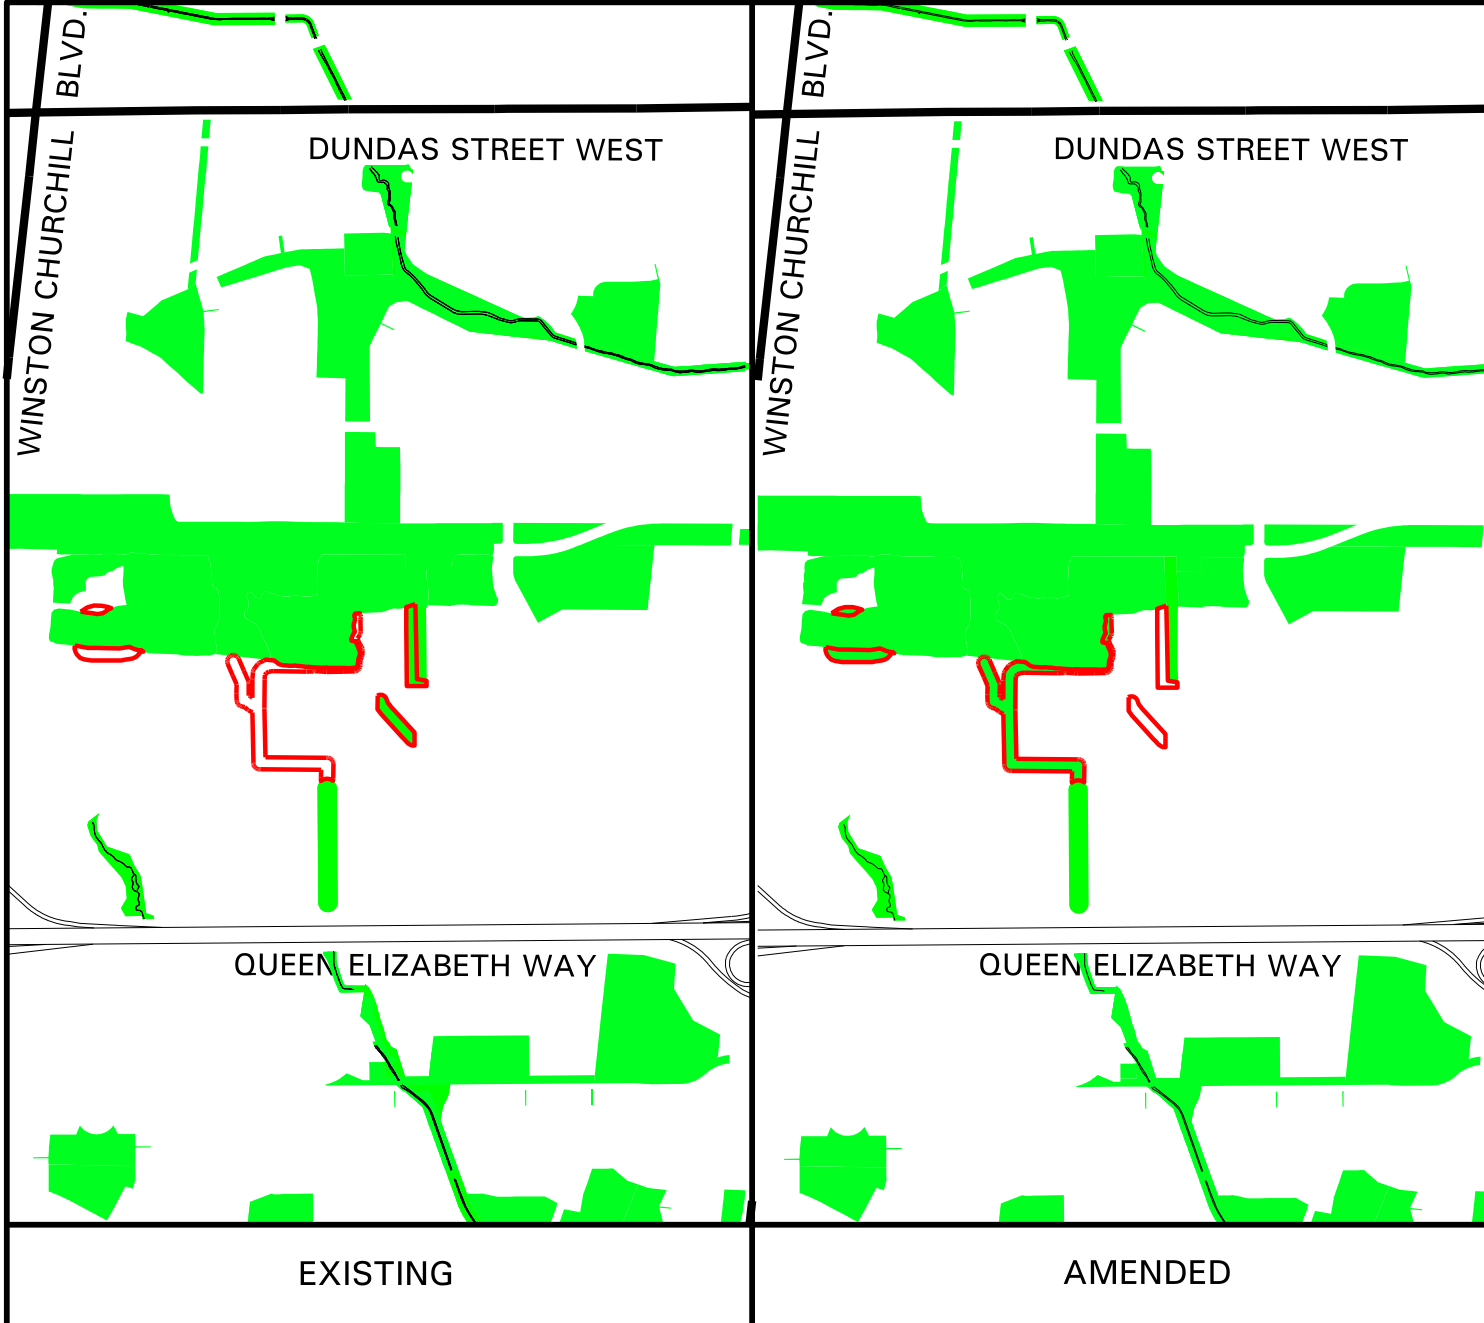 WINSTON CHURCHILL BLVD.
DUNDAS STREET WEST
QUEEN ELIZABETH WAY
EXISTING
WINSTON CHURCHILL BLVD.
DUNDAS STREET WEST
QUEEN ELIZABETH WAY
AMENDED